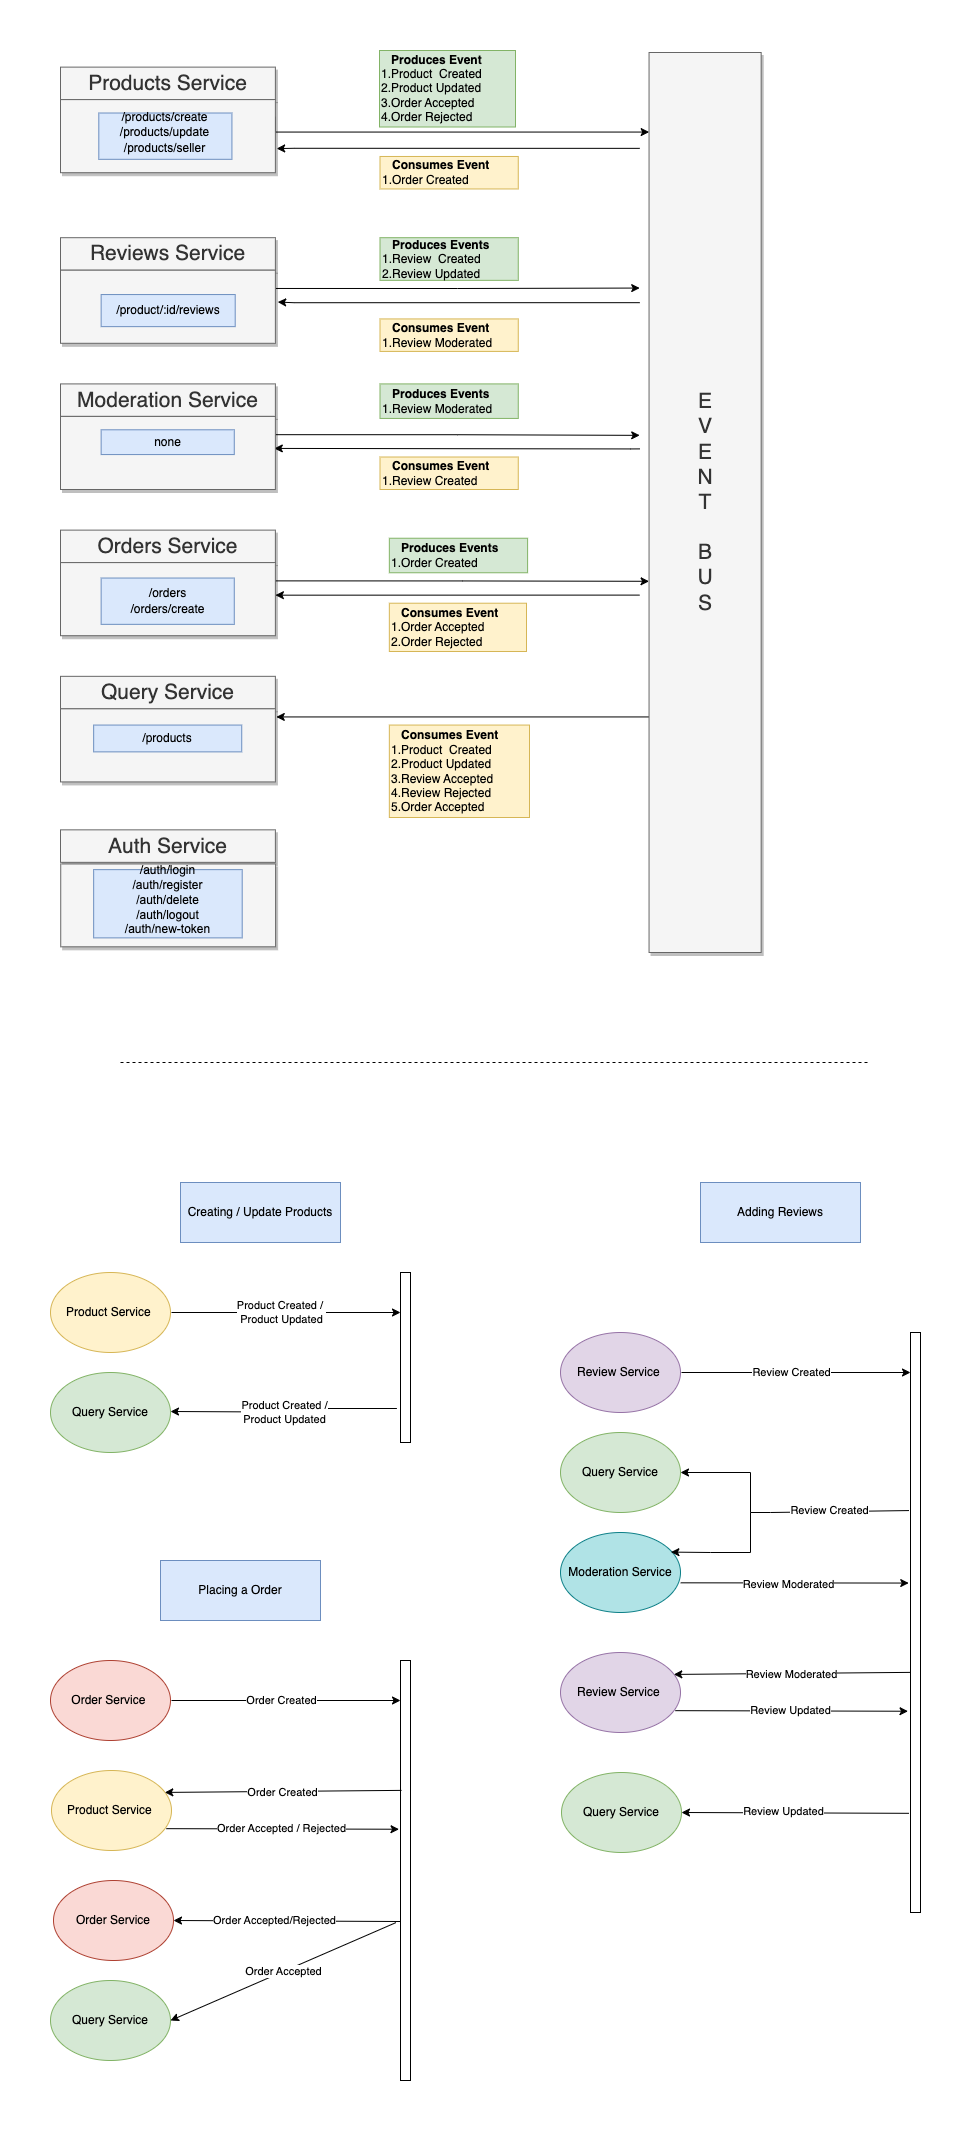 Products Service
/products/create
/products/update
/products/seller
Produces Event
1.Product  Created
2.Product Updated
3.Order Accepted
4.Order Rejected
Consumes Event
1.Order Created
Reviews Service
/product/:id/reviews
Produces Events
1.Review  Created
2.Review Updated
Consumes Event
1.Review Moderated
Moderation Service
none
Produces Events
1.Review Moderated
Consumes Event
1.Review Created
Orders Service
/orders
/orders/create
Produces Events
1.Order Created
Consumes Event
1.Order Accepted
2.Order Rejected
Query Service
/products
Consumes Event
1.Product  Created
2.Product Updated
3.Review Accepted
4.Review Rejected
5.Order Accepted
Auth Service
/auth/login
/auth/register
/auth/delete
/auth/logout
/auth/new-token
E
V
E
N
T
B
U
S
Creating / Update Products
Product Service
Product Created /
Product Updated
Query Service
Product Created /
Product Updated
Placing a Order
Order Service
Order Created
Product Service
Order Created
Order Accepted / Rejected
Order Service
Order Accepted/Rejected
Order Accepted
Query Service
Adding Reviews
Review Service
Review Created
Query Service
Review Created
Moderation Service
Review Moderated
Review Service
Review Moderated
Review Updated
Query Service
Review Updated